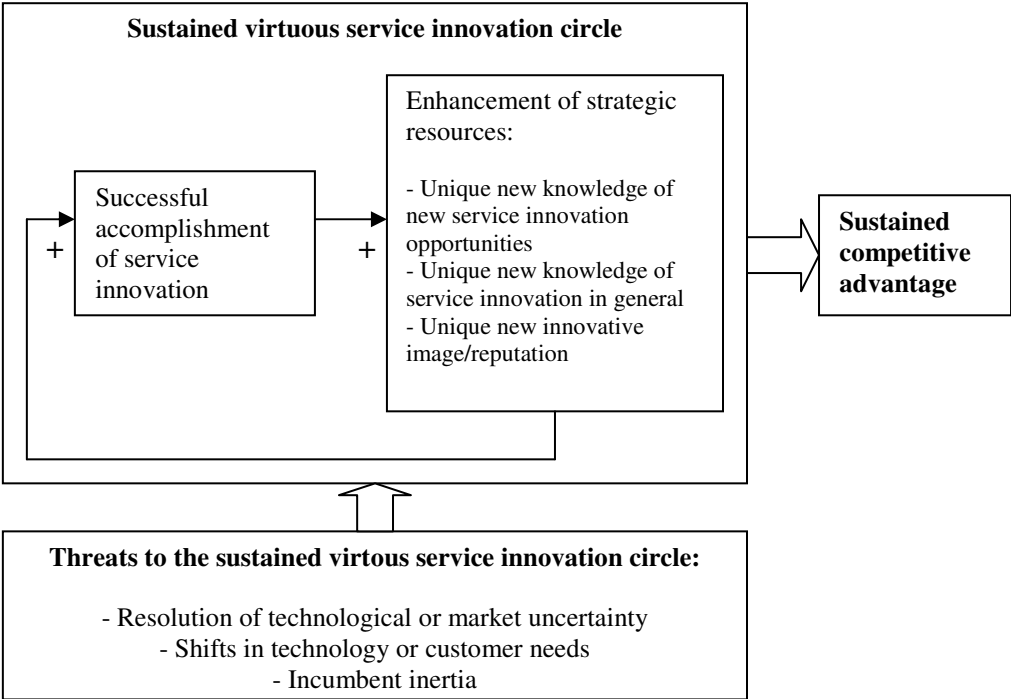 Sustained virtuous service innovation circle
Enhancement of strategic
resources:
- Unique new knowledge of
new service innovation
opportunities
- Unique new knowledge of
service innovation in general
- Unique new innovative
image/reputation
Successful
accomplishment
of service
innovation
+
+
Sustained
competitive
advantage
Threats to the sustained virtous service innovation circle:
- Resolution of technological or market uncertainty
- Shifts in technology or customer needs
- Incumbent inertia